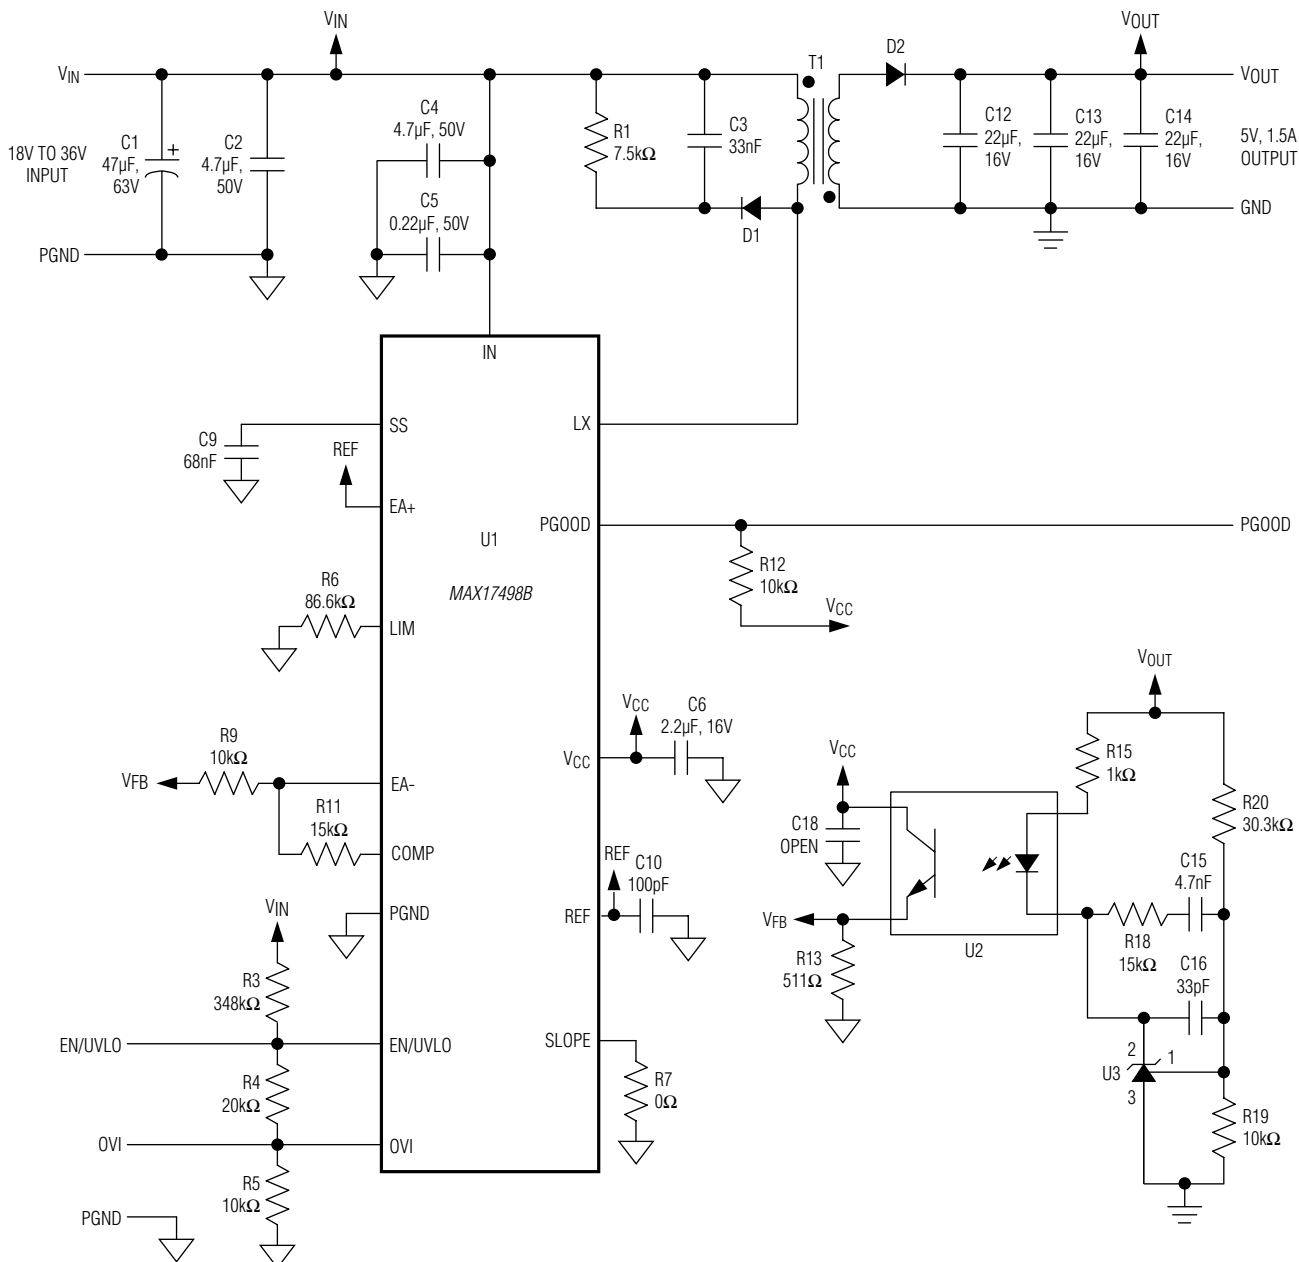 VIN
VOUT
VIN
T1
D2
VOUT
18V TO 36V
INPUT
C1
47µF,
63V
+
C2
4.7µF,
50V
C4
4.7µF, 50V
C5
0.22µF, 50V
R1
7.5kΩ
C3
33nF
D1
C12
22µF,
16V
C13
22µF,
16V
C14
22µF,
16V
5V, 1.5A
OUTPUT
PGND
GND
IN
SS
LX
C9
68nF
REF
EA+
PGOOD
PGOOD
U1
MAX17498B
R12
10kΩ
VCC
R6
86.6kΩ
LIM
VCC
C6
2.2µF, 16V
VCC
R9
10kΩ
VFB
EA-
R11
15kΩ
COMP
REF
C10
100pF
REF
PGND
VIN
R3
348kΩ
EN/UVLO
EN/UVLO
SLOPE
R7
0Ω
R4
20kΩ
OVI
OVI
R5
10kΩ
PGND
VOUT
VCC
R15
1kΩ
C18
OPEN
R20
30.3kΩ
C15
4.7nF
VFB
U2
R18
15kΩ
R13
511Ω
C16
33pF
2
1
U3
3
R19
10kΩ